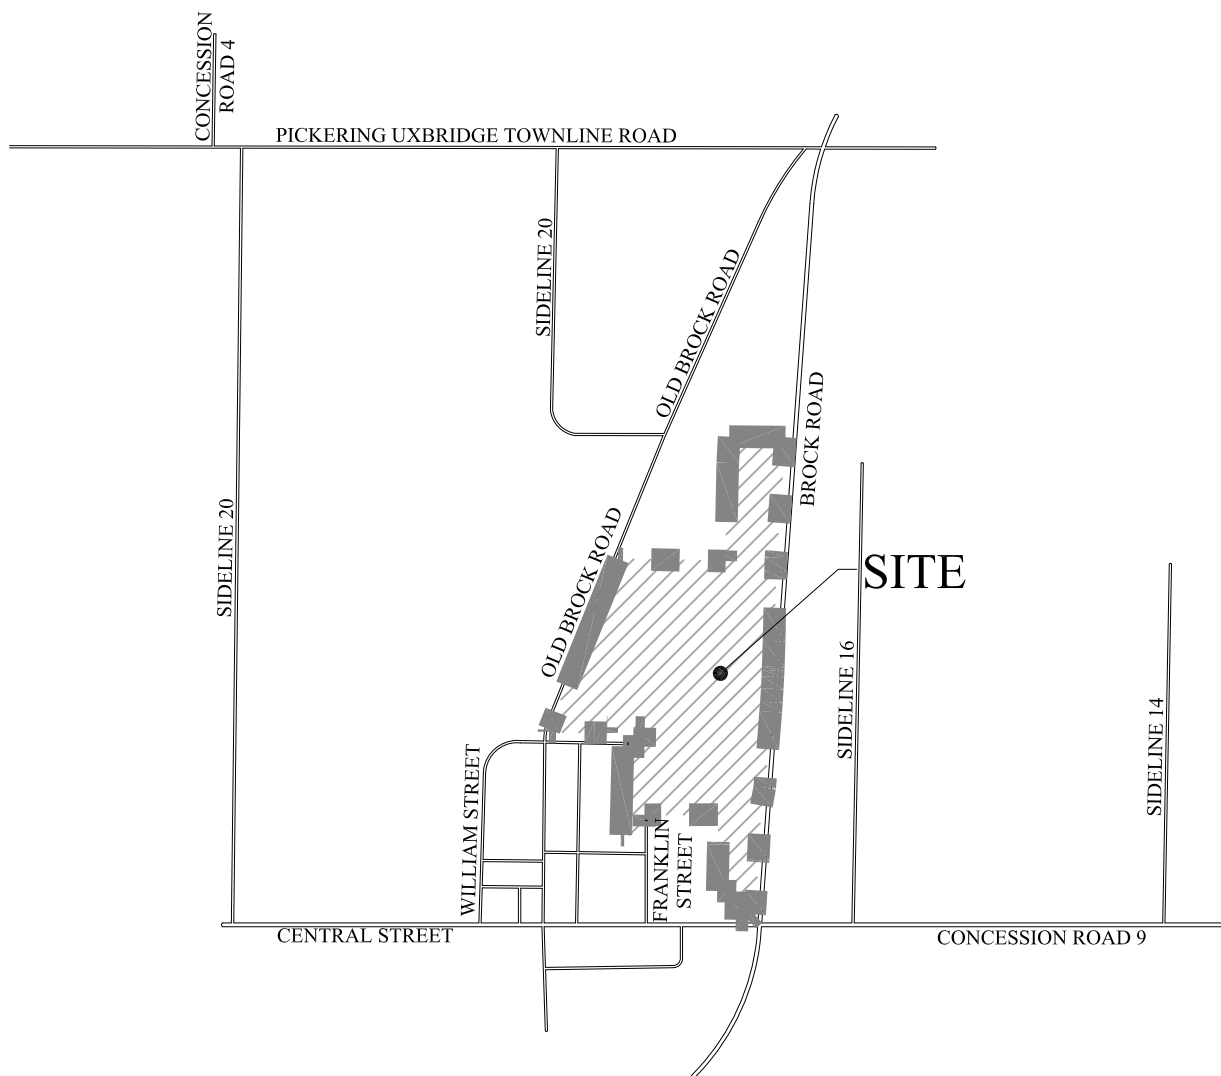 CONCESSION
ROAD 4
PICKERING UXBRIDGE TOWNLINE ROAD
SIDELINE 20
OLD BROCK ROAD
BROCK ROAD
SIDELINE 20
OLD BROCK ROAD
SITE
SIDELINE 16
SIDELINE 14
WILLIAM STREET
FRANKLIN
STREET
CENTRAL STREET
CONCESSION ROAD 9